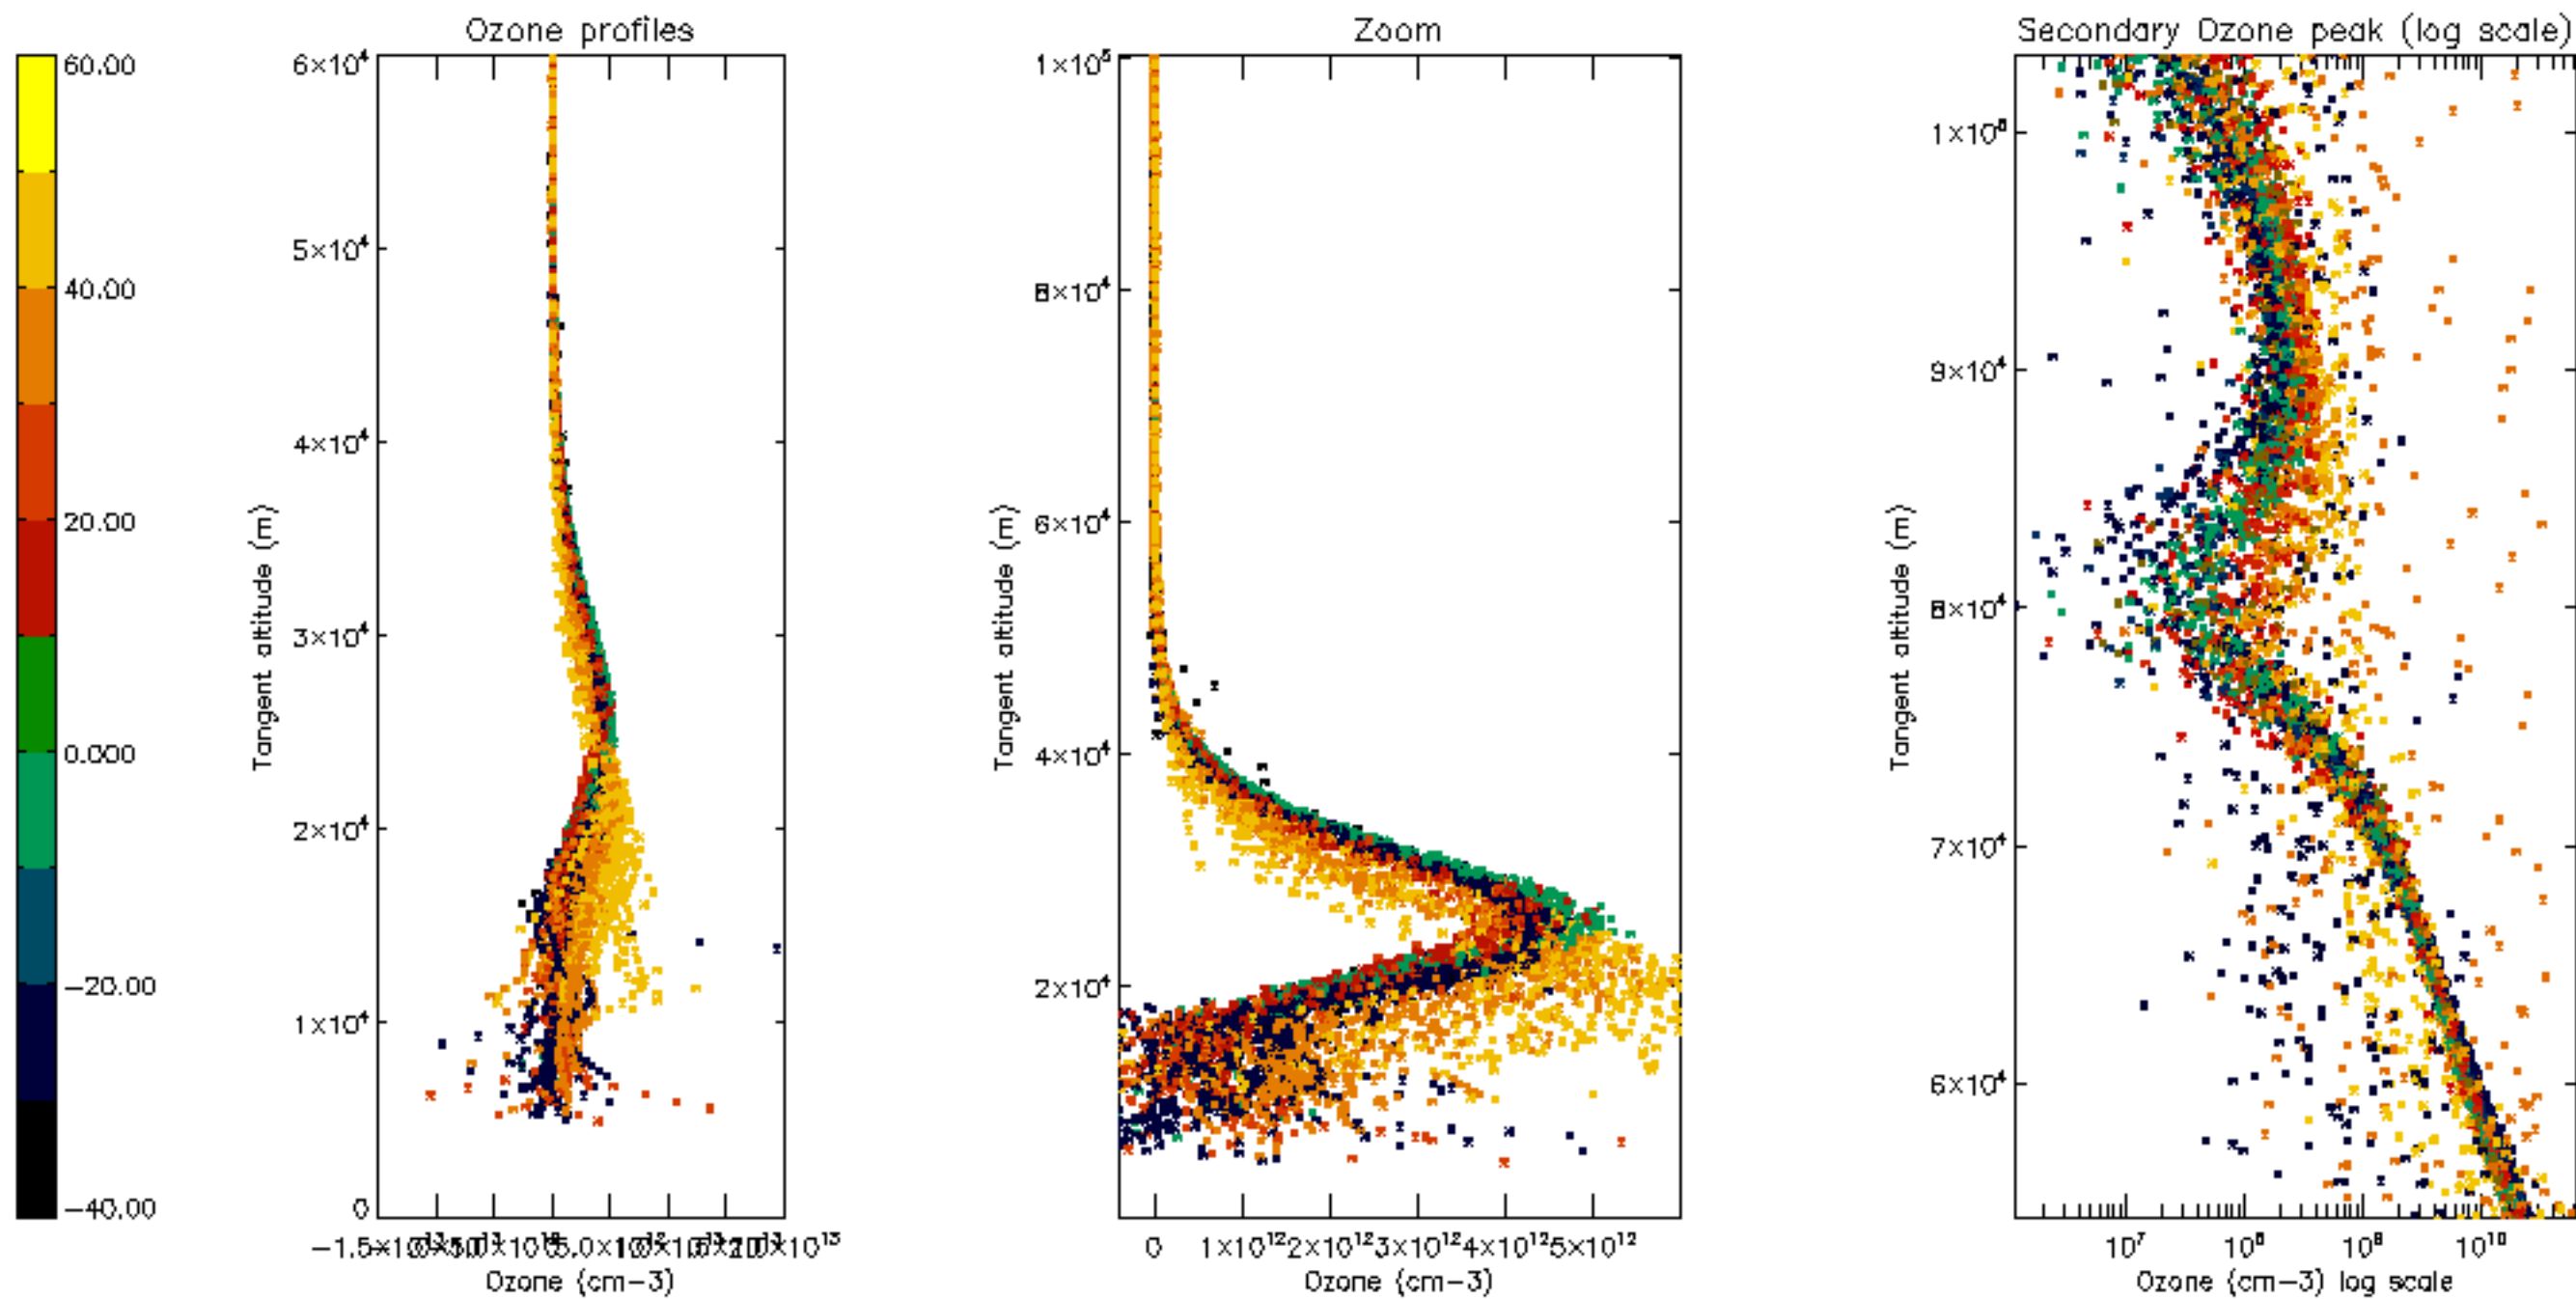 Ozone profiles
Zoom
Secondary Ozone peak (log scale)
60.00
40.00
20.00
0.000
−20.00
−40.00
6×10⁴
5×10⁴
4×10⁴
3×10⁴
2×10⁴
1×10⁴
0
Tangent altitude (m)
Ozone (cm−3)
1×10⁵
8×10⁴
6×10⁴
4×10⁴
2×10⁴
Tangent altitude (m)
0 1×10¹² 2×10¹² 3×10¹² 4×10¹² 5×10¹²
Ozone (cm−3)
9×10⁴
8×10⁴
7×10⁴
6×10⁴
Tangent altitude (m)
10⁷ 10⁸ 10⁹ 10¹⁰
Ozone (cm−3) log scale